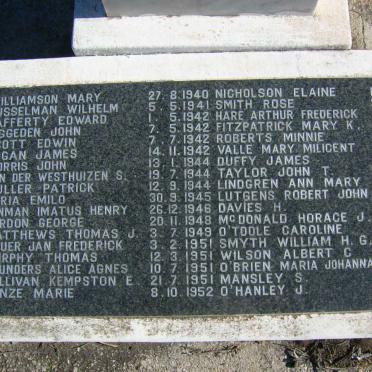 ILLIAMSON MARY 27. 8.1940 NICHOLSON ELAINE
USSELMAN WILHELM 5. 5.1941 SMITH ROSE
AFFERTY EDWARD 1. 5.1942 HARE ARTHUR FREDERICK
GGEDEN JOHN 7. 5.1942 FITZPATRICK MARY K.
OTT EDWIN 7. 7.1942 ROBERTS MINNIE
GAN JAMES 14. 11.1942 VALLE MARY MILICENT
ORRIS JOHN 13. 1.1944 DUFFY JAMES
N DER WESTHUIZEN S. 19. 7.1944 TAYLOR JOHN T.
ULLER PATRICK 12. 9.1944 LINDGREN ANN MARY
RIA EMILO 30. 9.1945 LUTGENS ROBERT JOHN
NMAN IMATUS HENRY 26.12.1946 DAVIES H
RDON GEORGE 20. 11.1948 McDONALD HORACE J.
ATTHEWS THOMAS J. 3. 7.1949 O'TOOLE CAROLINE
UER JAN FREDERICK 3. 2.1951 SMYTH WILLIAM H. G.
RPHY THOMAS 12. 3.1951 WILSON ALBERT C
UNDERS ALICE AGNES 10. 7.1951 O'BRIEN MARIA JOHANNA
LLIVAN KEMPSTON E 21. 7.1951 MANSLEY S.
NZE MARIE 8. 10.1952 O'HANLEY J.